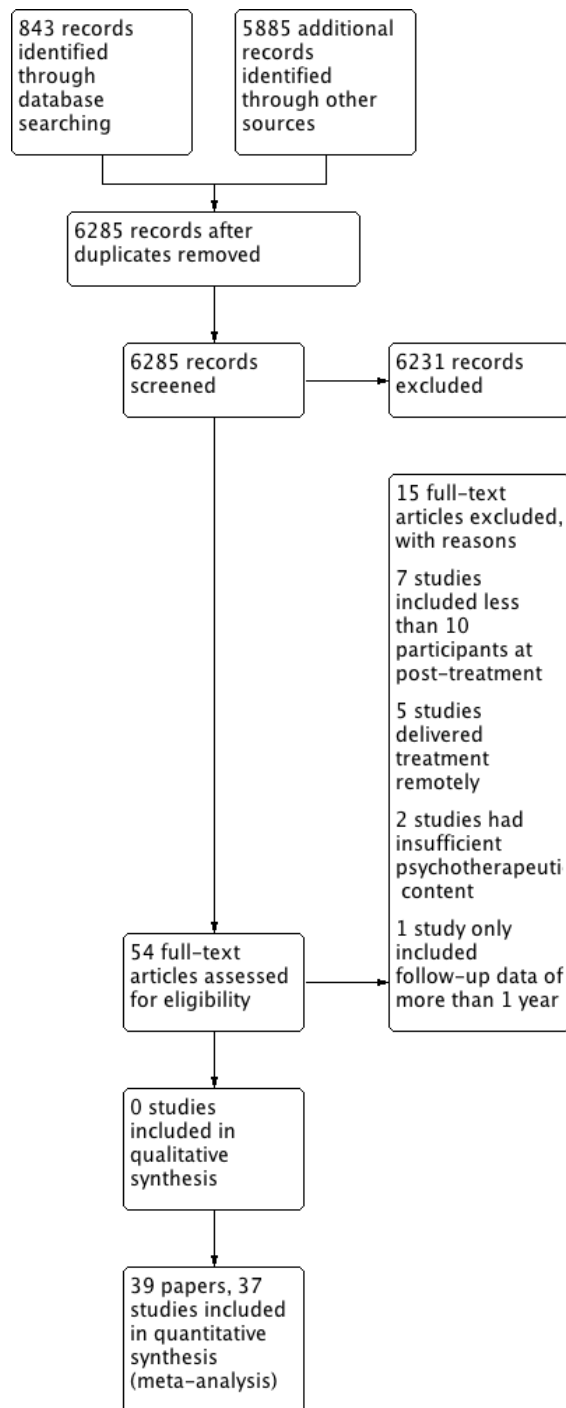 843 records
identified
through
database
searching
5885 additional
records
identified
through other
sources
6285 records after
duplicates removed
6285 records
screened
6231 records
excluded
15 full-text
articles excluded,
with reasons
7 studies
included less
than 10
participants at
post-treatment
5 studies
delivered
treatment
remotely
2 studies had
insufficient
psychotherapeuti
content
1 study only
included
follow-up data of
more than 1 year
54 full-text
articles assessed
for eligibility
0 studies
included in
qualitative
synthesis
39 papers, 37
studies included
in quantitative
synthesis
(meta-analysis)